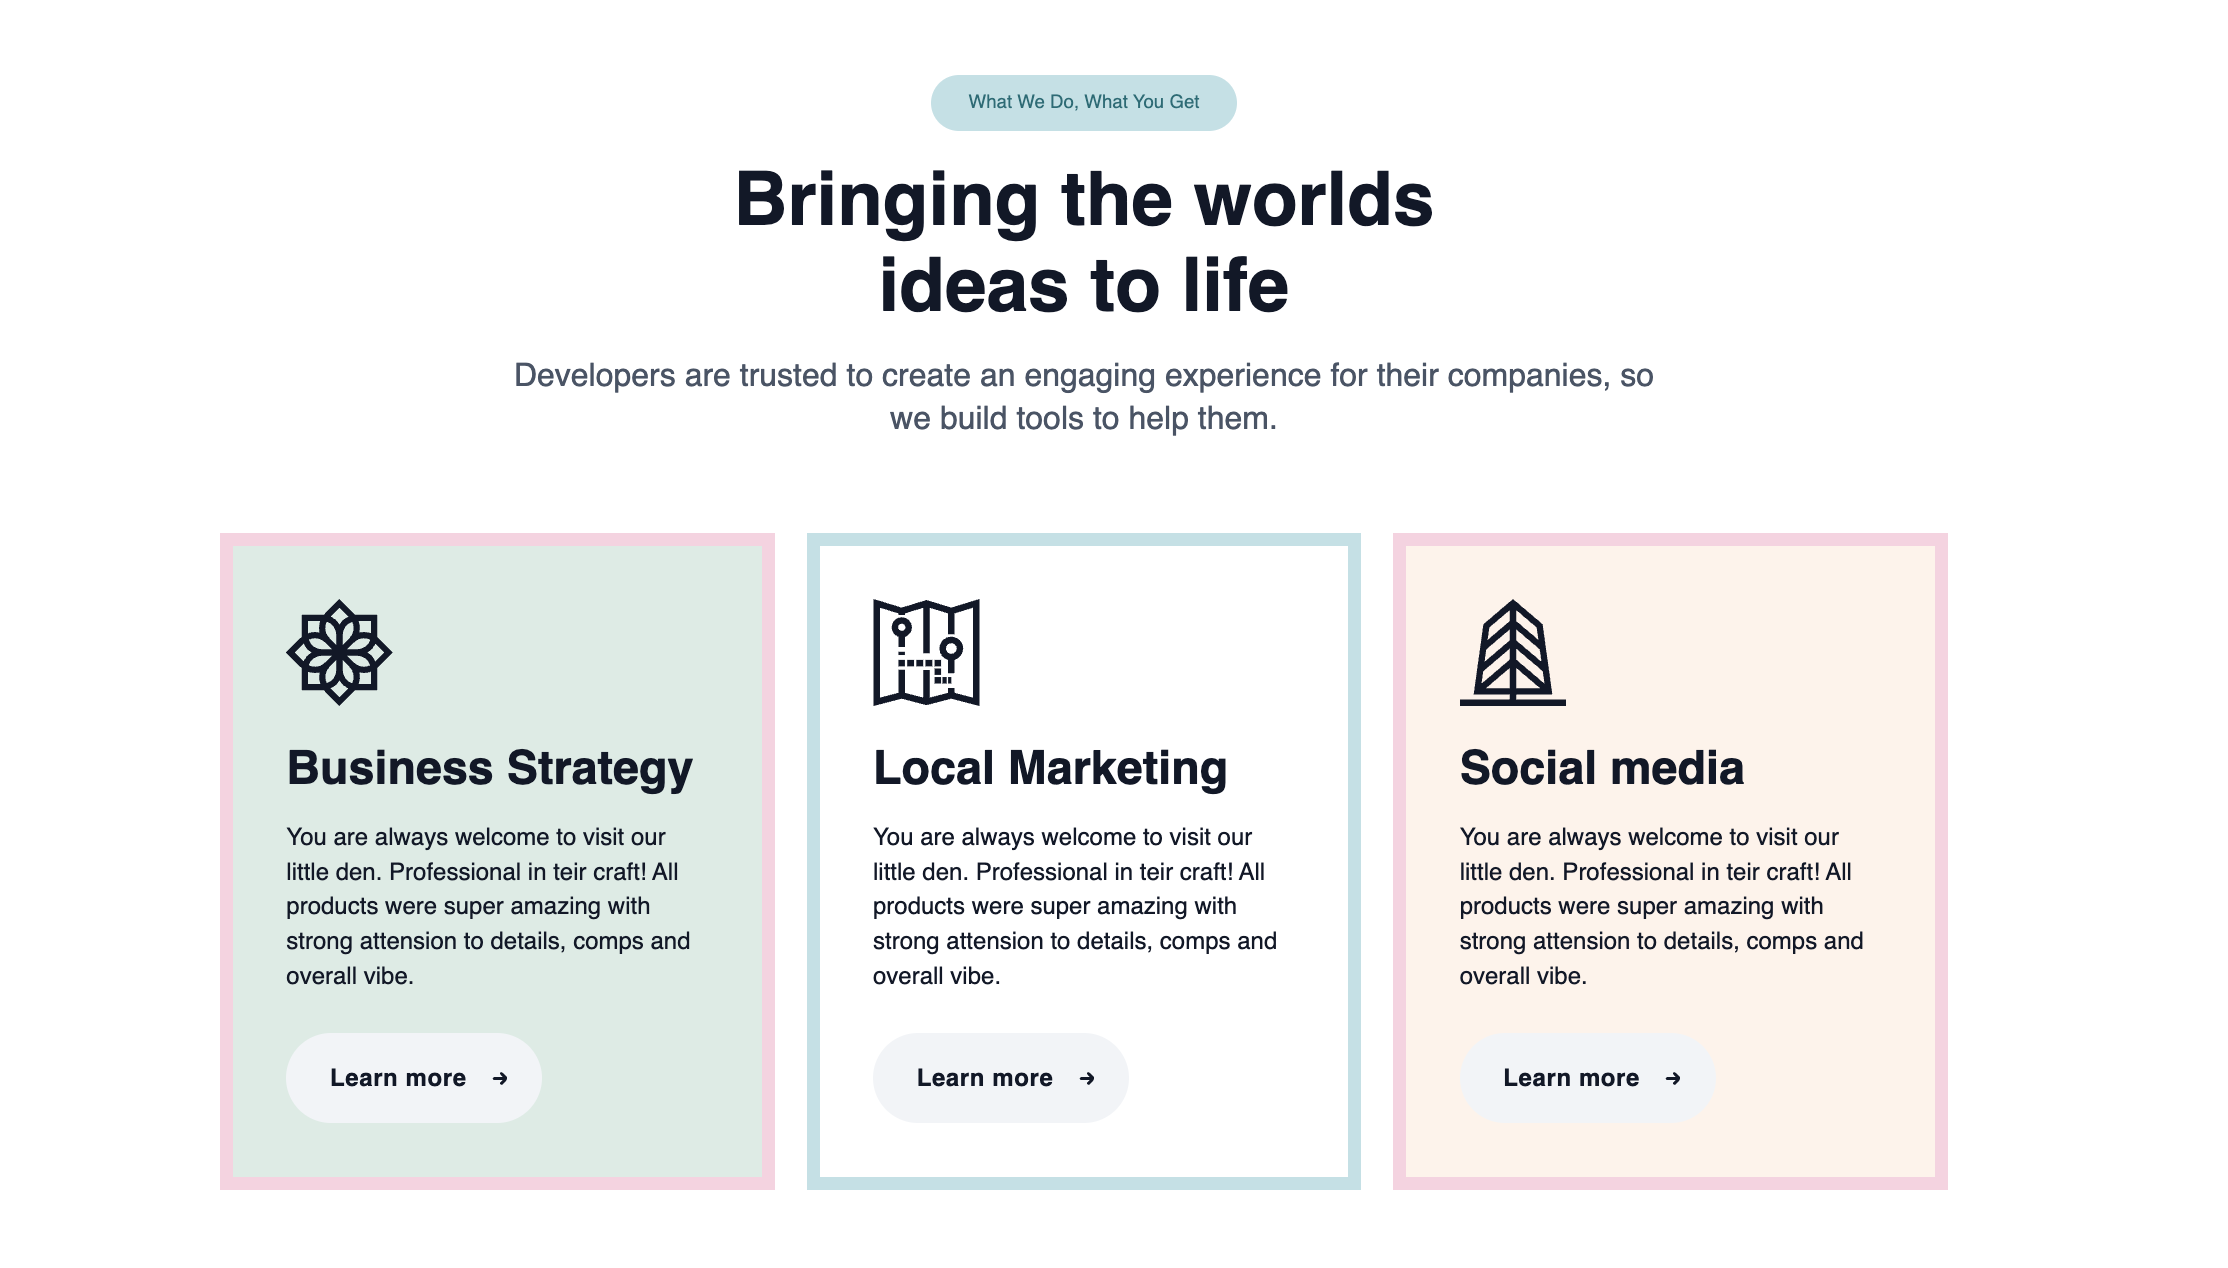 What We Do, What You Get
Bringing the worlds
ideas to life
Developers are trusted to create an engaging experience for their companies, so
we build tools to help them.
Business Strategy
You are always welcome to visit our
little den. Professional in teir craft! All
products were super amazing with
strong attension to details, comps and
overall vibe.
Learn more →
Local Marketing
You are always welcome to visit our
little den. Professional in teir craft! All
products were super amazing with
strong attension to details, comps and
overall vibe.
Learn more →
Social media
You are always welcome to visit our
little den. Professional in teir craft! All
products were super amazing with
strong attension to details, comps and
overall vibe.
Learn more →